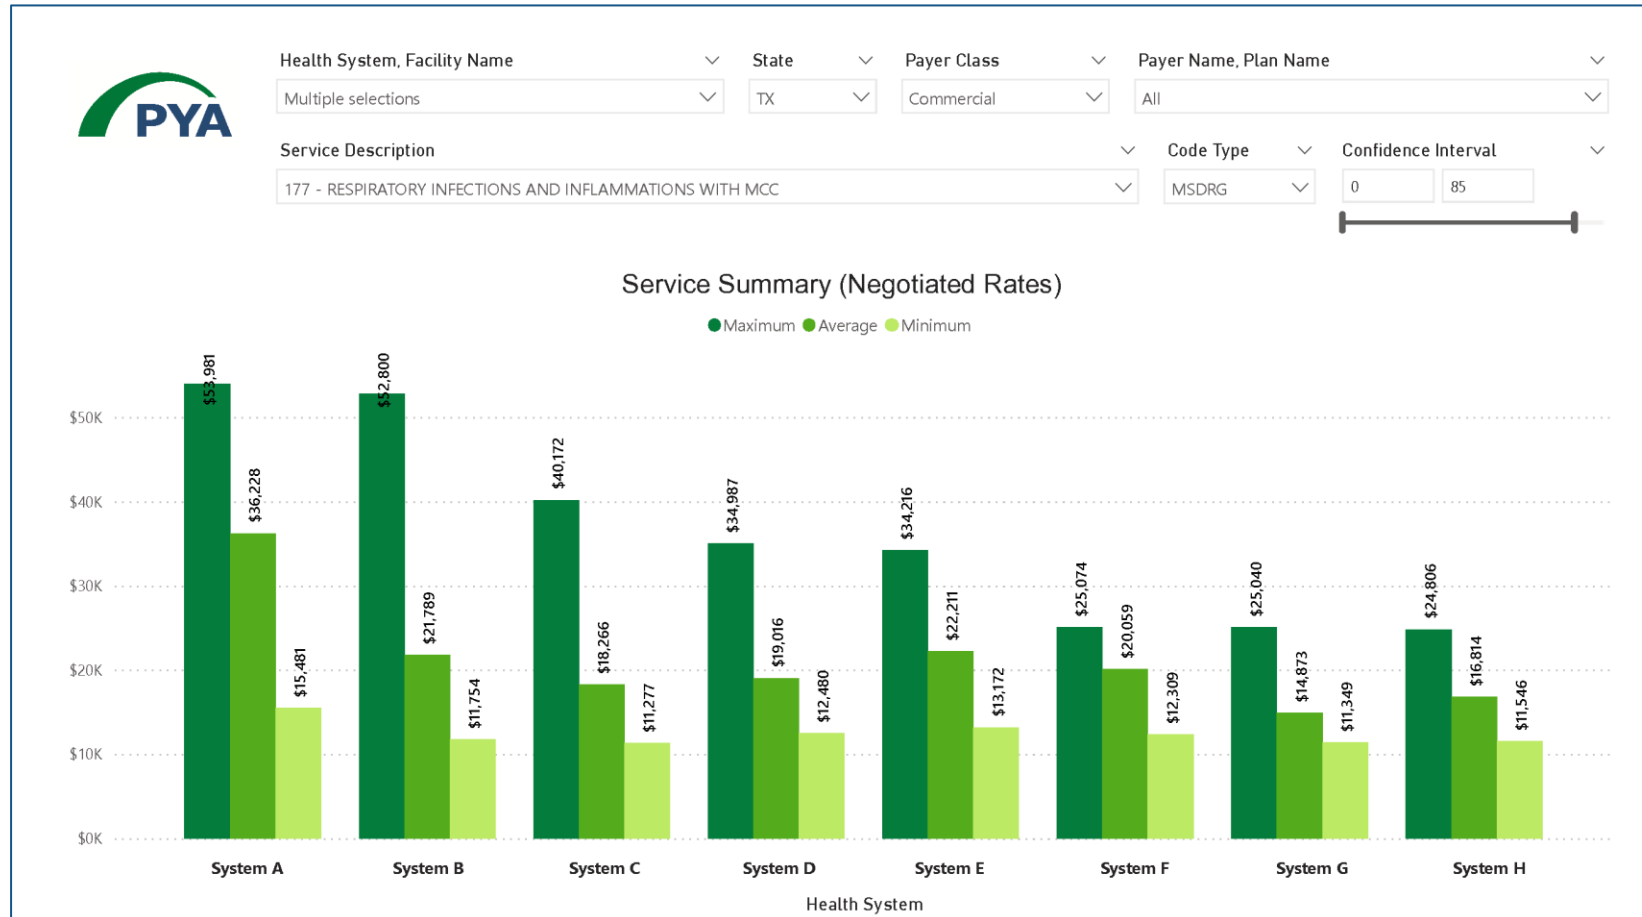 PYA
Health System, Facility Name
State
Payer Class
Payer Name, Plan Name
Multiple selections
TX
Commercial
All
Service Description
Code Type
Confidence Interval
177 - RESPIRATORY INFECTIONS AND INFLAMMATIONS WITH MCC
MSDRG
0
85
Service Summary (Negotiated Rates)
Maximum
Average
Minimum
$50K
$40K
$30K
$20K
$10K
$0K
$53,981
$36,228
$15,481
$52,800
$21,789
$11,754
$40,172
$18,266
$11,277
$34,987
$19,016
$12,480
$34,216
$22,211
$13,172
$25,074
$20,059
$12,309
$25,040
$14,873
$11,349
$24,806
$16,814
$11,546
System A
System B
System C
System D
System E
System F
System G
System H
Health System